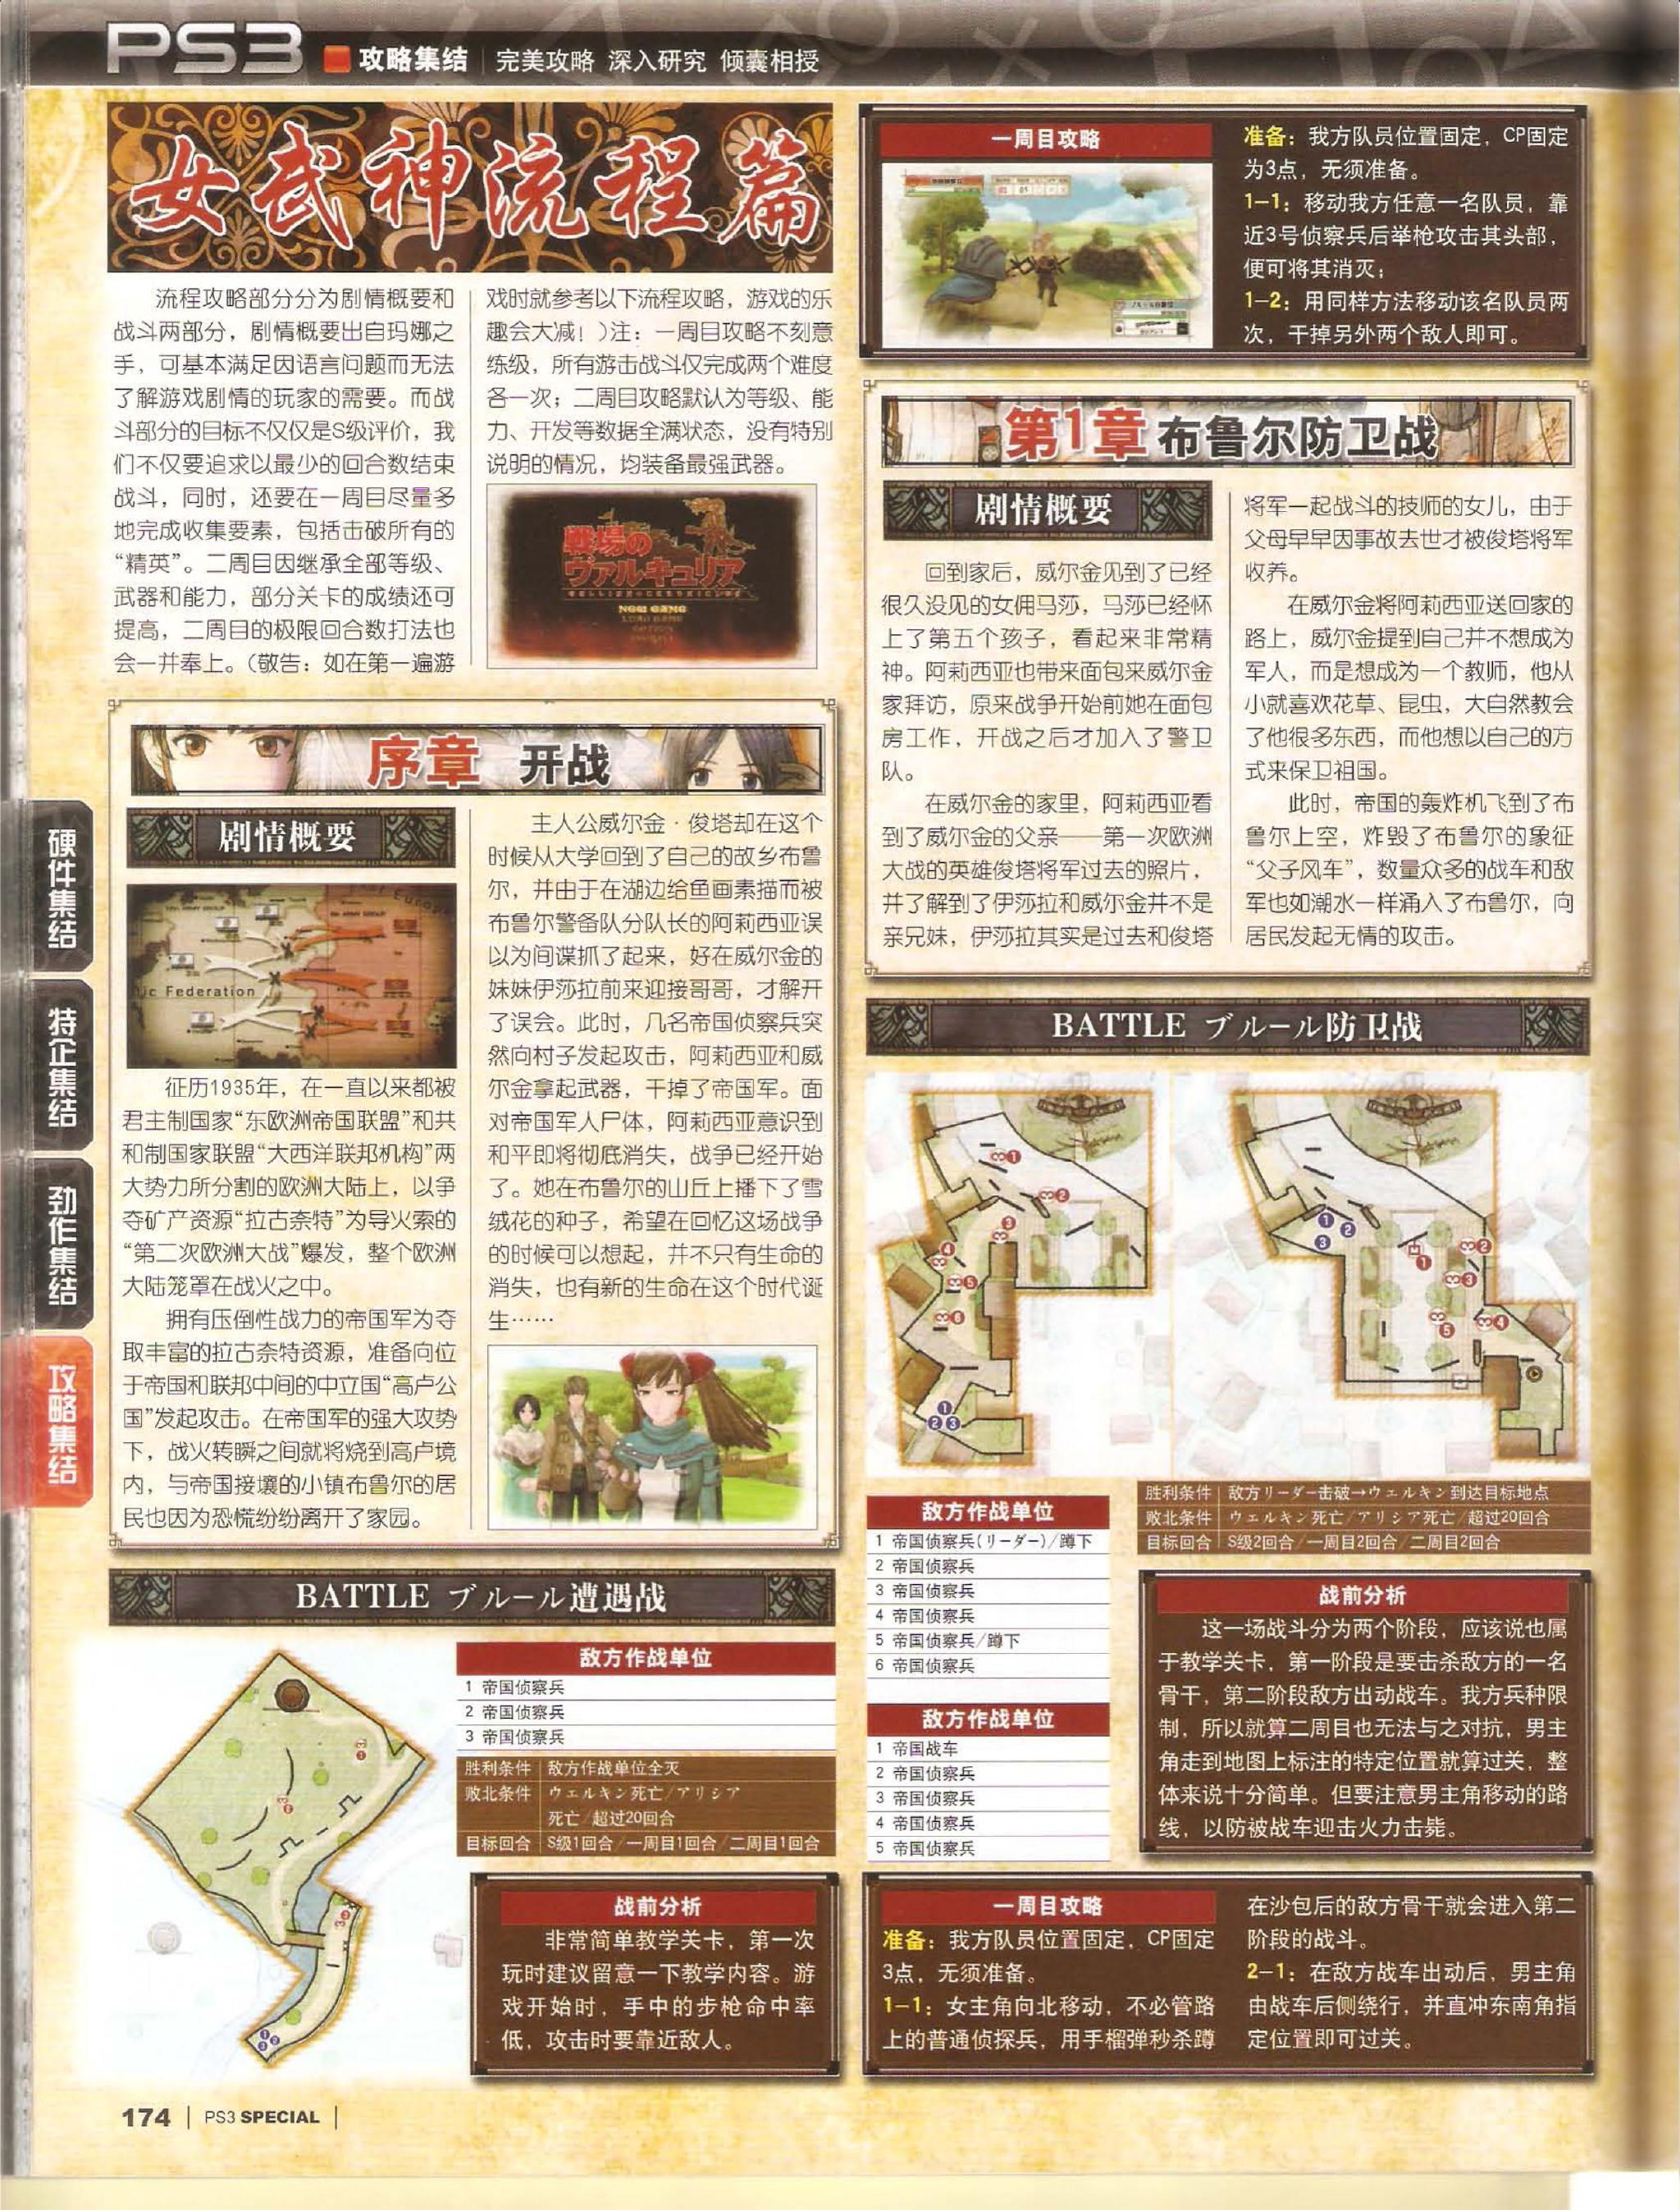 PS3 攻略集结 完美攻略 深入研究 倾囊相授
女武神流程篇
流程攻略部分分为剧情概要和
战斗两部分，剧情概要出自玛娜之
手，可基本满足因语言问题而无法
了解游戏剧情的玩家的需要。而战
斗部分的目标不仅仅是S级评价，我
们不仅要追求以最少的回合数结束
战斗，同时，还要在一周目尽量多
地完成收集要素，包括击破所有的
“精英”。二周目因继承全部等级、
武器和能力，部分关卡的成绩还可
提高，二周目的极限回合数打法也
会一并奉上。（敬告：如在第一遍游
戏时就参考以下流程攻略，游戏的乐
趣会大减！）注：一周目攻略不刻意
练级，所有游击战斗仅完成两个难度
各一次；二周目攻略默认为等级、能
力、开发等数据全满状态，没有特别
说明的情况，均装备最强武器。
戦場の
ヴァルキュリア
NEW GAME
序章 开战
剧情概要
ic Federation
征历1935年，在一直以来都被
君主制国家“东欧洲帝国联盟”和共
和制国家联盟“大西洋联邦机构”两
大势力所分割的欧洲大陆上，以争
夺矿产资源“拉古奈特”为导火索的
“第二次欧洲大战”爆发，整个欧洲
大陆笼罩在战火之中。
拥有压倒性战力的帝国军为夺
取丰富的拉古奈特资源，准备向位
于帝国和联邦中间的中立国“高卢公
国”发起攻击。在帝国军的强大攻势
下，战火转瞬之间就将烧到高卢境
内，与帝国接壤的小镇布鲁尔的居
民也因为恐慌纷纷离开了家园。
主人公威尔金·俊塔却在这个
时候从大学回到了自己的故乡布鲁
尔，并由于在湖边给鱼画素描而被
布鲁尔警备队分队长的阿莉西亚误
以为间谍抓了起来，好在威尔金的
妹妹伊莎拉前来迎接哥哥，才解开
了误会。此时，几名帝国侦察兵突
然向村子发起攻击，阿莉西亚和威
尔金拿起武器，干掉了帝国军。面
对帝国军人尸体，阿莉西亚意识到
和平即将彻底消失，战争已经开始
了。她在布鲁尔的山丘上播下了雪
绒花的种子，希望在回忆这场战争
的时候可以想起，并不只有生命的
消失，也有新的生命在这个时代诞
生……
BATTLE ブルール遭遇战
敌方作战单位
1 帝国侦察兵
2 帝国侦察兵
3 帝国侦察兵
胜利条件 敌方作战单位全灭
败北条件 ウェルキン死亡/アリシア
死亡/超过20回合
目标回合 S级1回合/一周目1回合/二周目1回合
战前分析
非常简单教学关卡，第一次
玩时建议留意一下教学内容。游
戏开始时，手中的步枪命中率
低，攻击时要靠近敌人。
一周目攻略
准备：我方队员位置固定，CP固定
为3点，无须准备。
1-1：移动我方任意一名队员，靠
近3号侦察兵后举枪攻击其头部，
便可将其消灭；
1-2：用同样方法移动该名队员两
次，干掉另外两个敌人即可。
第1章 布鲁尔防卫战
剧情概要
回到家后，威尔金见到了已经
很久没见的女佣马莎，马莎已经怀
上了第五个孩子，看起来非常精
神。阿莉西亚也带来面包来威尔金
家拜访，原来战争开始前她在面包
房工作，开战之后才加入了警卫
队。
在威尔金的家里，阿莉西亚看
到了威尔金的父亲——第一次欧洲
大战的英雄俊塔将军过去的照片，
并了解到了伊莎拉和威尔金并不是
亲兄妹，伊莎拉其实是过去和俊塔
将军一起战斗的技师的女儿，由于
父母早早因事故去世才被俊塔将军
收养。
在威尔金将阿莉西亚送回家的
路上，威尔金提到自己并不想成为
军人，而是想成为一个教师，他从
小就喜欢花草、昆虫，大自然教会
了他很多东西，而他想以自己的方
式来保卫祖国。
此时，帝国的轰炸机飞到了布
鲁尔上空，炸毁了布鲁尔的象征
“父子风车”，数量众多的战车和敌
军也如潮水一样涌入了布鲁尔，向
居民发起无情的攻击。
BATTLE ブルール防卫战
敌方作战单位
1 帝国侦察兵(リーダー)/蹲下
2 帝国侦察兵
3 帝国侦察兵
4 帝国侦察兵
5 帝国侦察兵/蹲下
6 帝国侦察兵
敌方作战单位
1 帝国战车
2 帝国侦察兵
3 帝国侦察兵
4 帝国侦察兵
5 帝国侦察兵
胜利条件 敌方リーダー击破→ウェルキン到达目标地点
败北条件 ウェルキン死亡/アリシア死亡/超过20回合
目标回合 S级2回合/一周目2回合/二周目2回合
战前分析
这一场战斗分为两个阶段，应该说也属
于教学关卡，第一阶段是要击杀敌方的一名
骨干，第二阶段敌方出动战车。我方兵种限
制，所以就算二周目也无法与之对抗，男主
角走到地图上标注的特定位置就算过关，整
体来说十分简单。但要注意男主角移动的路
线，以防被战车迎击火力击毙。
一周目攻略
准备：我方队员位置固定，CP固定
3点，无须准备。
1-1：女主角向北移动，不必管路
上的普通侦探兵，用手榴弹秒杀蹲
在沙包后的敌方骨干就会进入第二
阶段的战斗。
2-1：在敌方战车出动后，男主角
由战车后侧绕行，并直冲东南角指
定位置即可过关。
硬件集结
特企集结
劲作集结
攻略集结
174 | PS3 SPECIAL |